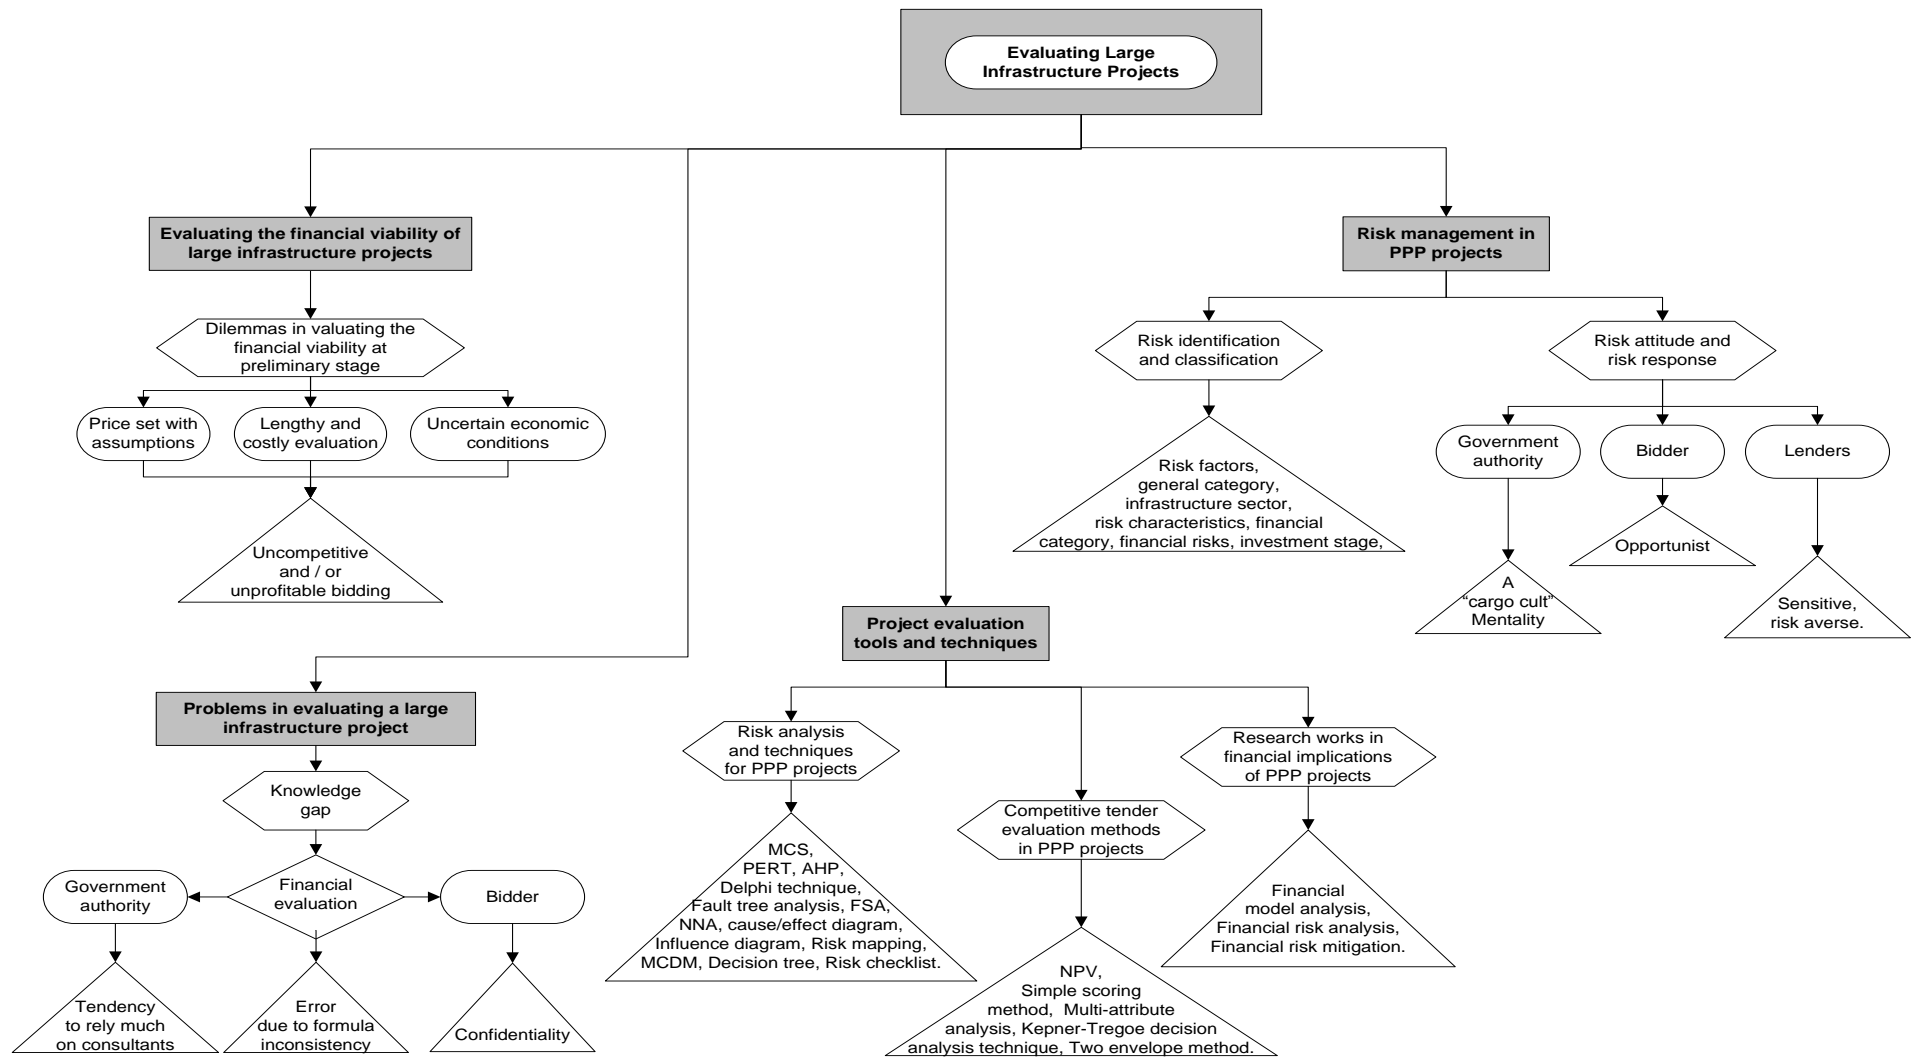 Evaluating Large
Infrastructure Projects
Evaluating the financial viability of
large infrastructure projects
Dilemmas in valuating the
financial viability at
preliminary stage
Price set with
assumptions
Lengthy and
costly evaluation
Uncertain economic
conditions
Uncompetitive
and / or
unprofitable bidding
Risk management in
PPP projects
Risk identification
and classification
Risk factors,
general category,
infrastructure sector,
risk characteristics, financial
category, financial risks, investment stage,
Risk attitude and
risk response
Government
authority
Bidder
Lenders
A
“cargo cult”
Mentality
Opportunist
Sensitive,
risk averse.
Problems in evaluating a large
infrastructure project
Knowledge
gap
Financial
evaluation
Government
authority
Bidder
Tendency
to rely much
on consultants
Error
due to formula
inconsistency
Confidentiality
Project evaluation
tools and techniques
Risk analysis
and techniques
for PPP projects
MCS,
PERT, AHP,
Delphi technique,
Fault tree analysis, FSA,
NNA, cause/effect diagram,
Influence diagram, Risk mapping,
MCDM, Decision tree, Risk checklist.
Competitive tender
evaluation methods
in PPP projects
NPV,
Simple scoring
method,  Multi-attribute
analysis, Kepner-Tregoe decision
analysis technique, Two envelope method.
Research works in
financial implications
of PPP projects
Financial
model analysis,
Financial risk analysis,
Financial risk mitigation.